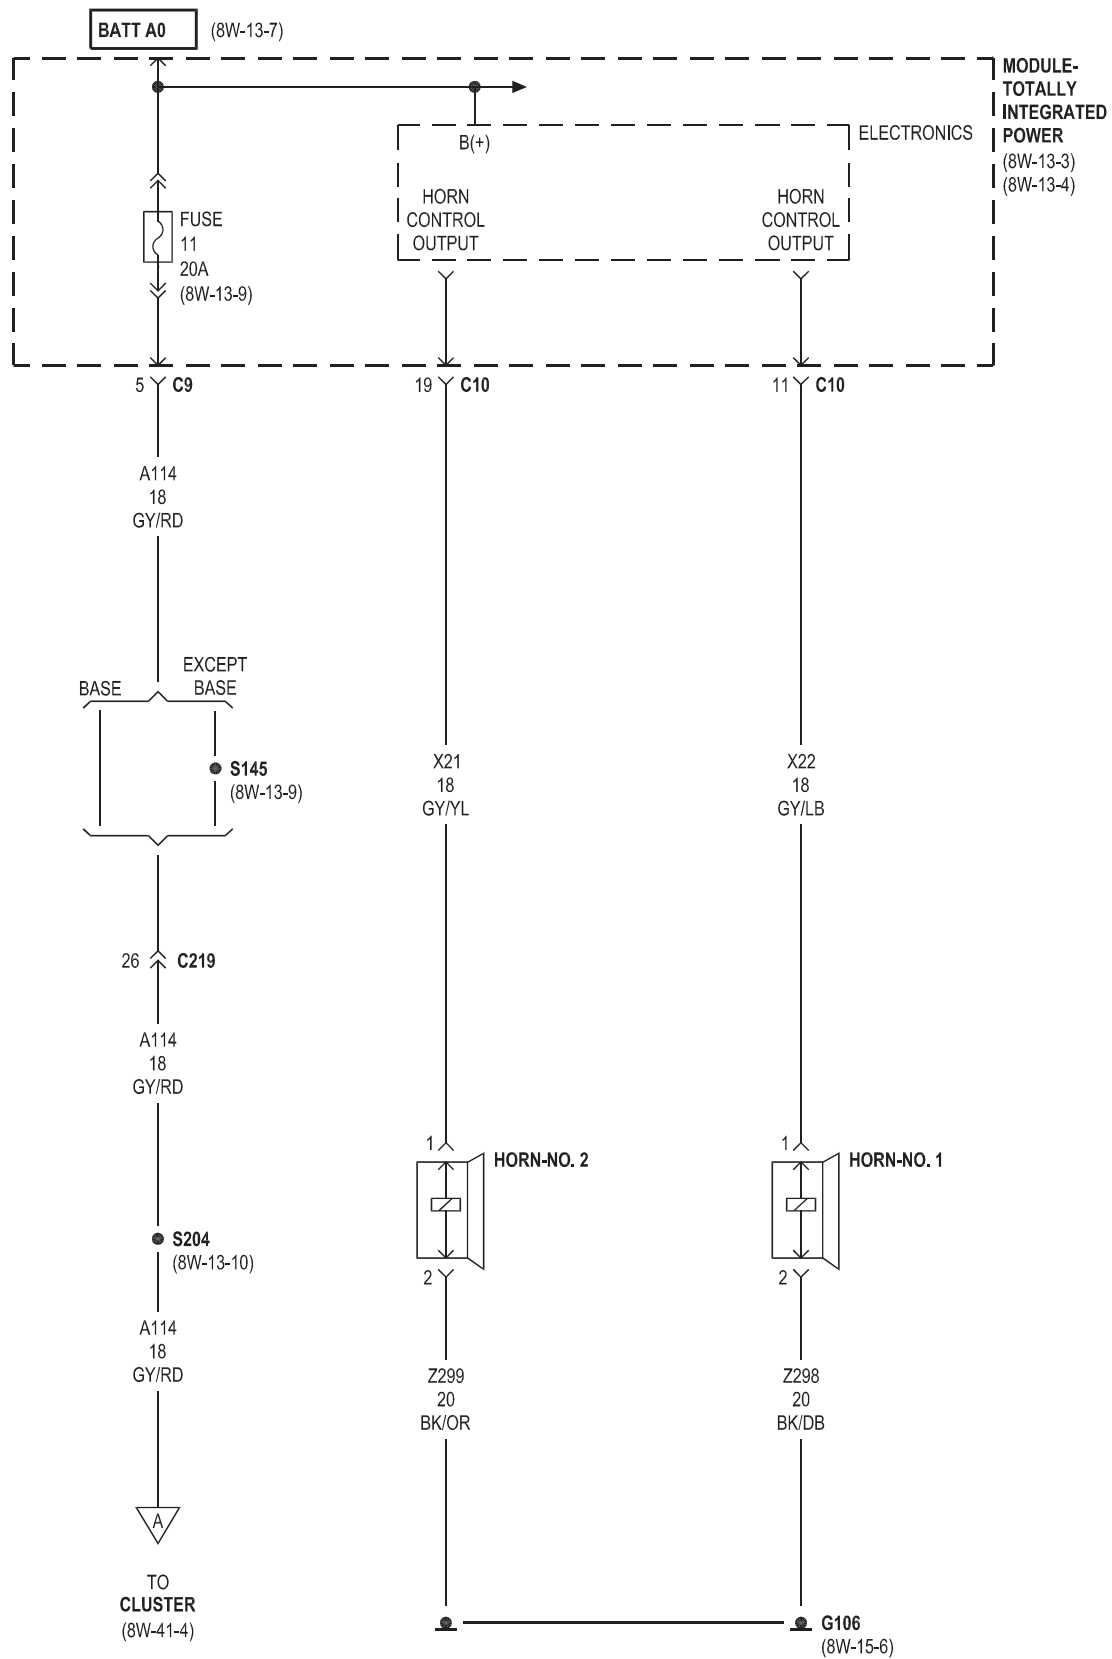 BATT A0 (8W-13-7)
MODULE-
TOTALLY
INTEGRATED
POWER
(8W-13-3)
(8W-13-4)
ELECTRONICS
B(+)
FUSE
11
20A
(8W-13-9)
HORN
CONTROL
OUTPUT
HORN
CONTROL
OUTPUT
5 C9
19 C10
11 C10
A114
18
GY/RD
BASE
EXCEPT
BASE
S145
(8W-13-9)
X21
18
GY/YL
X22
18
GY/LB
26 C219
A114
18
GY/RD
1
HORN-NO. 2
2
1
HORN-NO. 1
2
S204
(8W-13-10)
A114
18
GY/RD
Z299
20
BK/OR
Z298
20
BK/DB
A
TO
CLUSTER
(8W-41-4)
G106
(8W-15-6)